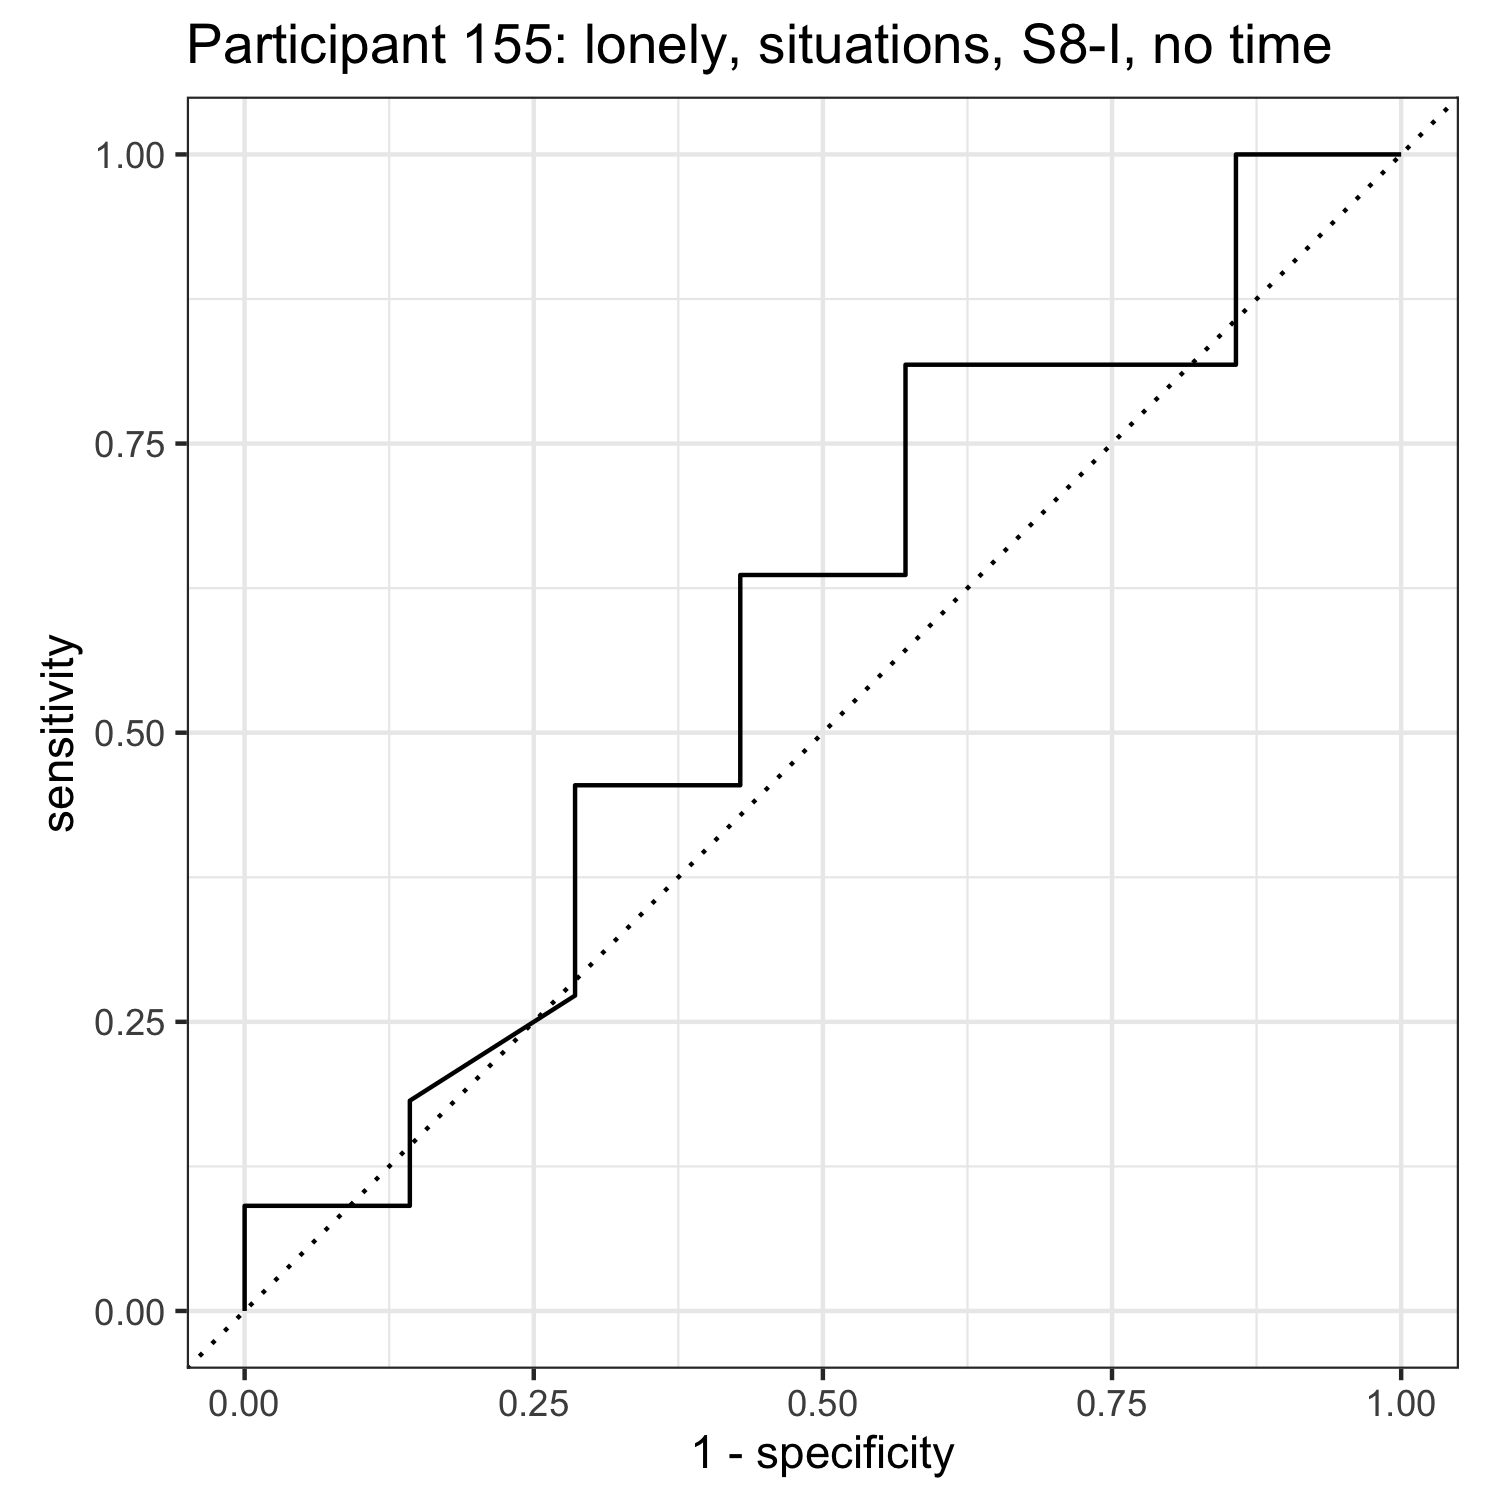 Participant 155: lonely, situations, S8-I, no time
1.00
0.75
0.50
0.25
0.00
sensitivity
0.00 0.25 0.50 0.75 1.00
1 - specificity